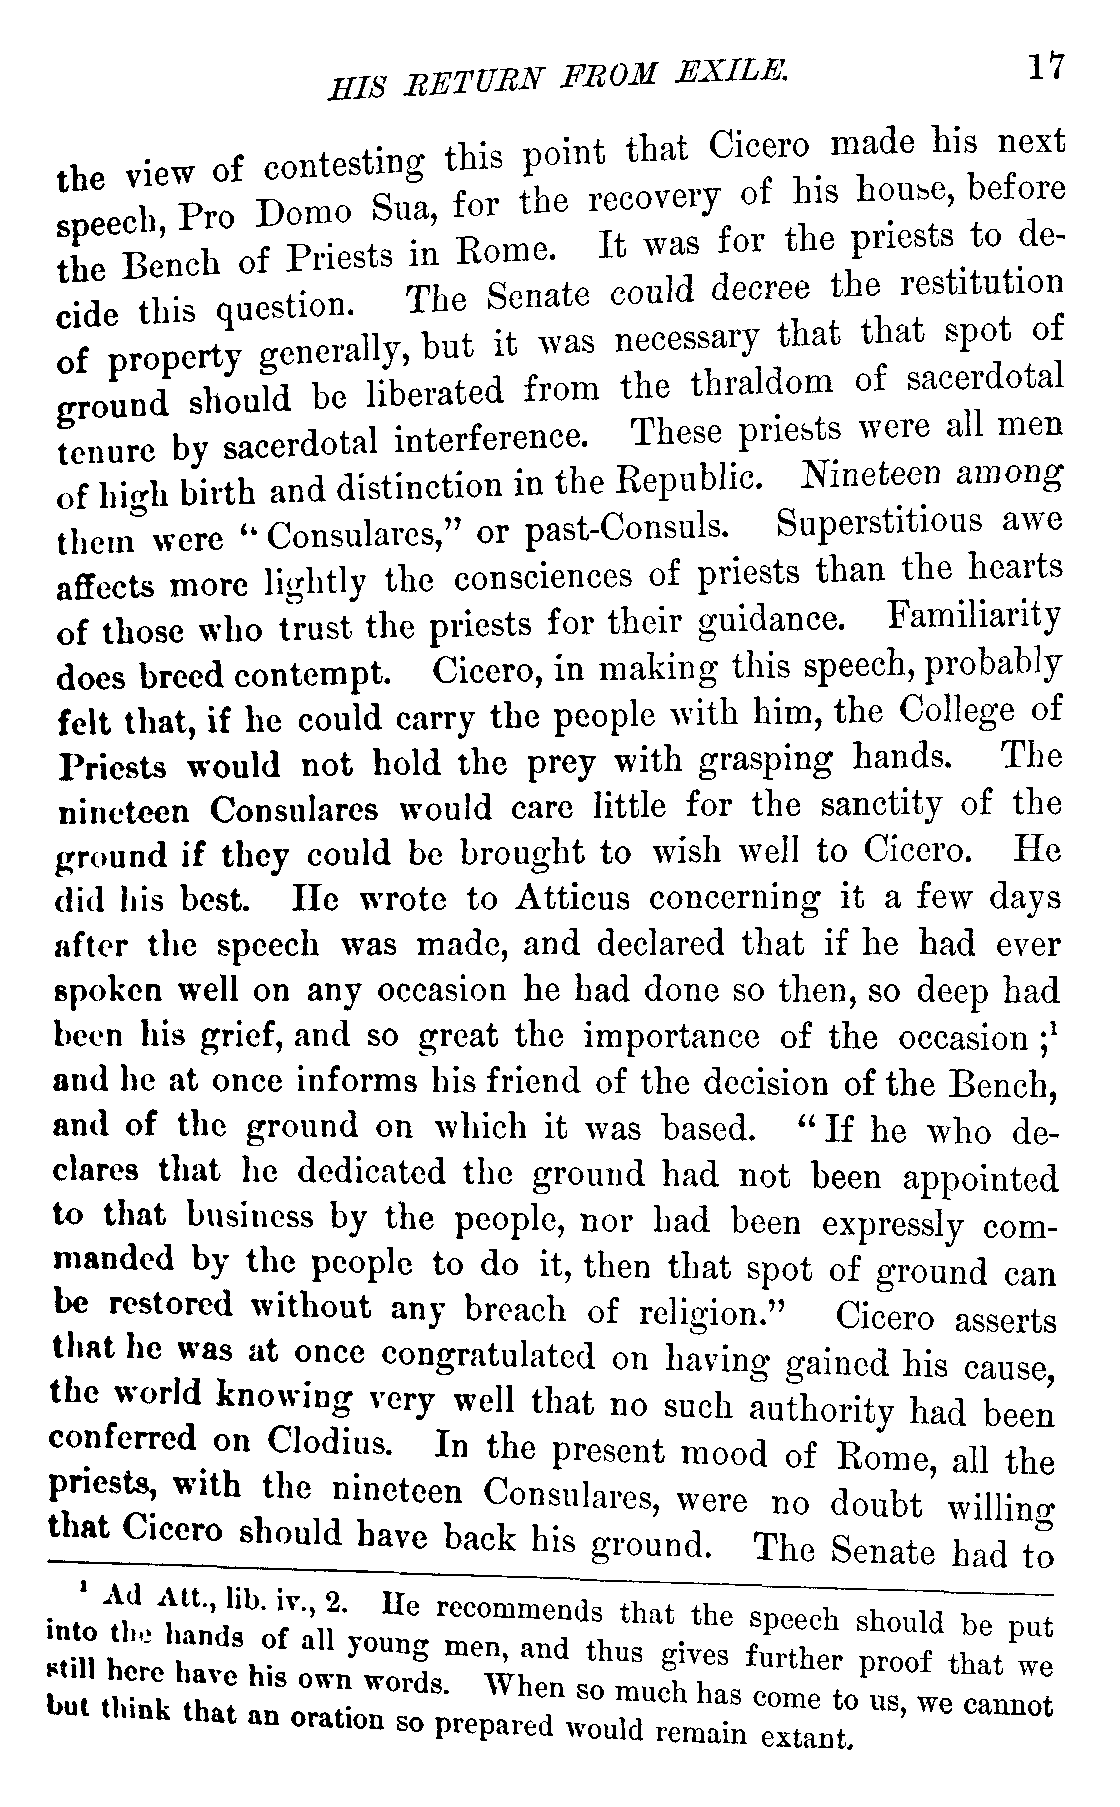 HIS RETURN FROM EXILE. 17
the view of contesting this point that Cicero made his next
speech, Pro Domo Sua, for the recovery of his house, before
the Bench of Priests in Rome. It was for the priests to de-
cide this question. The Senate could decree the restitution
of property generally, but it was necessary that that spot of
ground should be liberated from the thraldom of sacerdotal
tenure by sacerdotal interference. These priests were all men
of high birth and distinction in the Republic. Nineteen among
them were “Consulares,” or past-Consuls. Superstitious awe
affects more lightly the consciences of priests than the hearts
of those who trust the priests for their guidance. Familiarity
does breed contempt. Cicero, in making this speech, probably
felt that, if he could carry the people with him, the College of
Priests would not hold the prey with grasping hands. The
nineteen Consulares would care little for the sanctity of the
ground if they could be brought to wish well to Cicero. He
did his best. He wrote to Atticus concerning it a few days
after the speech was made, and declared that if he had ever
spoken well on any occasion he had done so then, so deep had
been his grief, and so great the importance of the occasion;¹
and he at once informs his friend of the decision of the Bench,
and of the ground on which it was based. “If he who de-
clares that he dedicated the ground had not been appointed
to that business by the people, nor had been expressly com-
manded by the people to do it, then that spot of ground can
be restored without any breach of religion.” Cicero asserts
that he was at once congratulated on having gained his cause,
the world knowing very well that no such authority had been
conferred on Clodius. In the present mood of Rome, all the
priests, with the nineteen Consulares, were no doubt willing
that Cicero should have back his ground. The Senate had to
¹ Ad Att., lib. iv., 2. He recommends that the speech should be put
into the hands of all young men, and thus gives further proof that we
still here have his own words. When so much has come to us, we cannot
but think that an oration so prepared would remain extant.